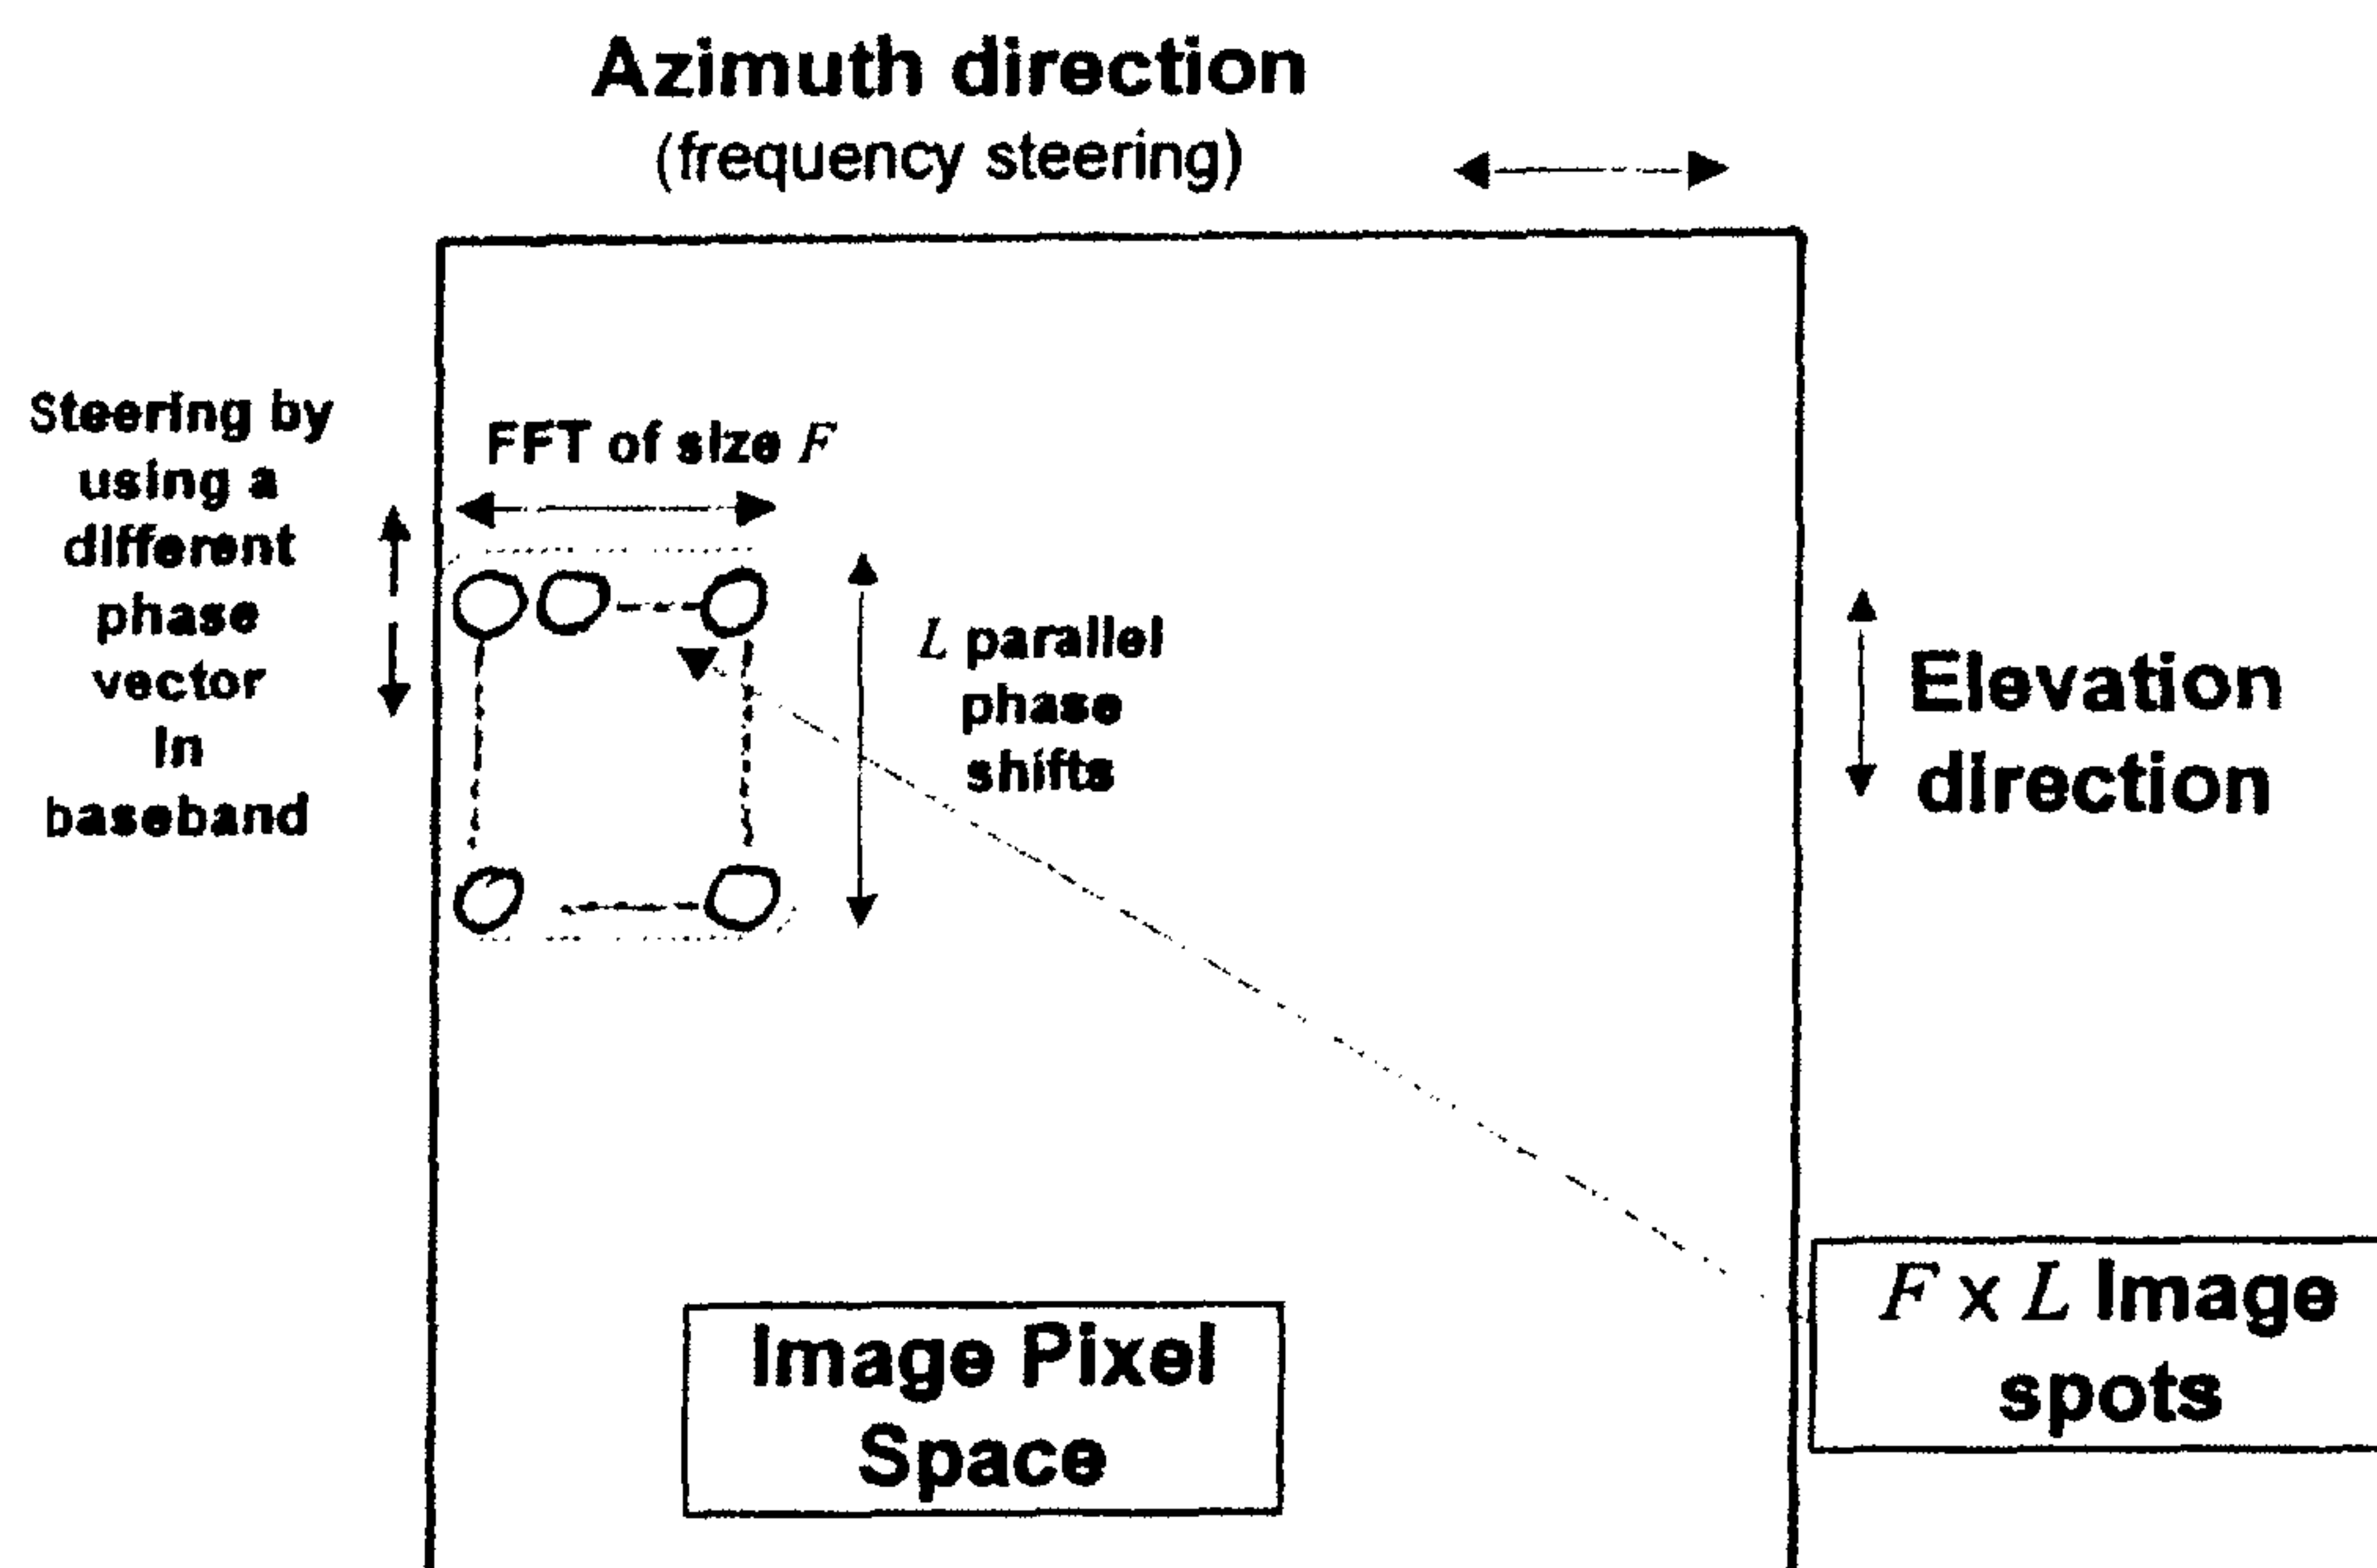 Azimuth direction
(frequency steering)
Steering by
using a
different
phase
vector
in
baseband
FFT of size F
L parallel
phase
shifts
Elevation
direction
F x L Image
spots
Image Pixel
Space